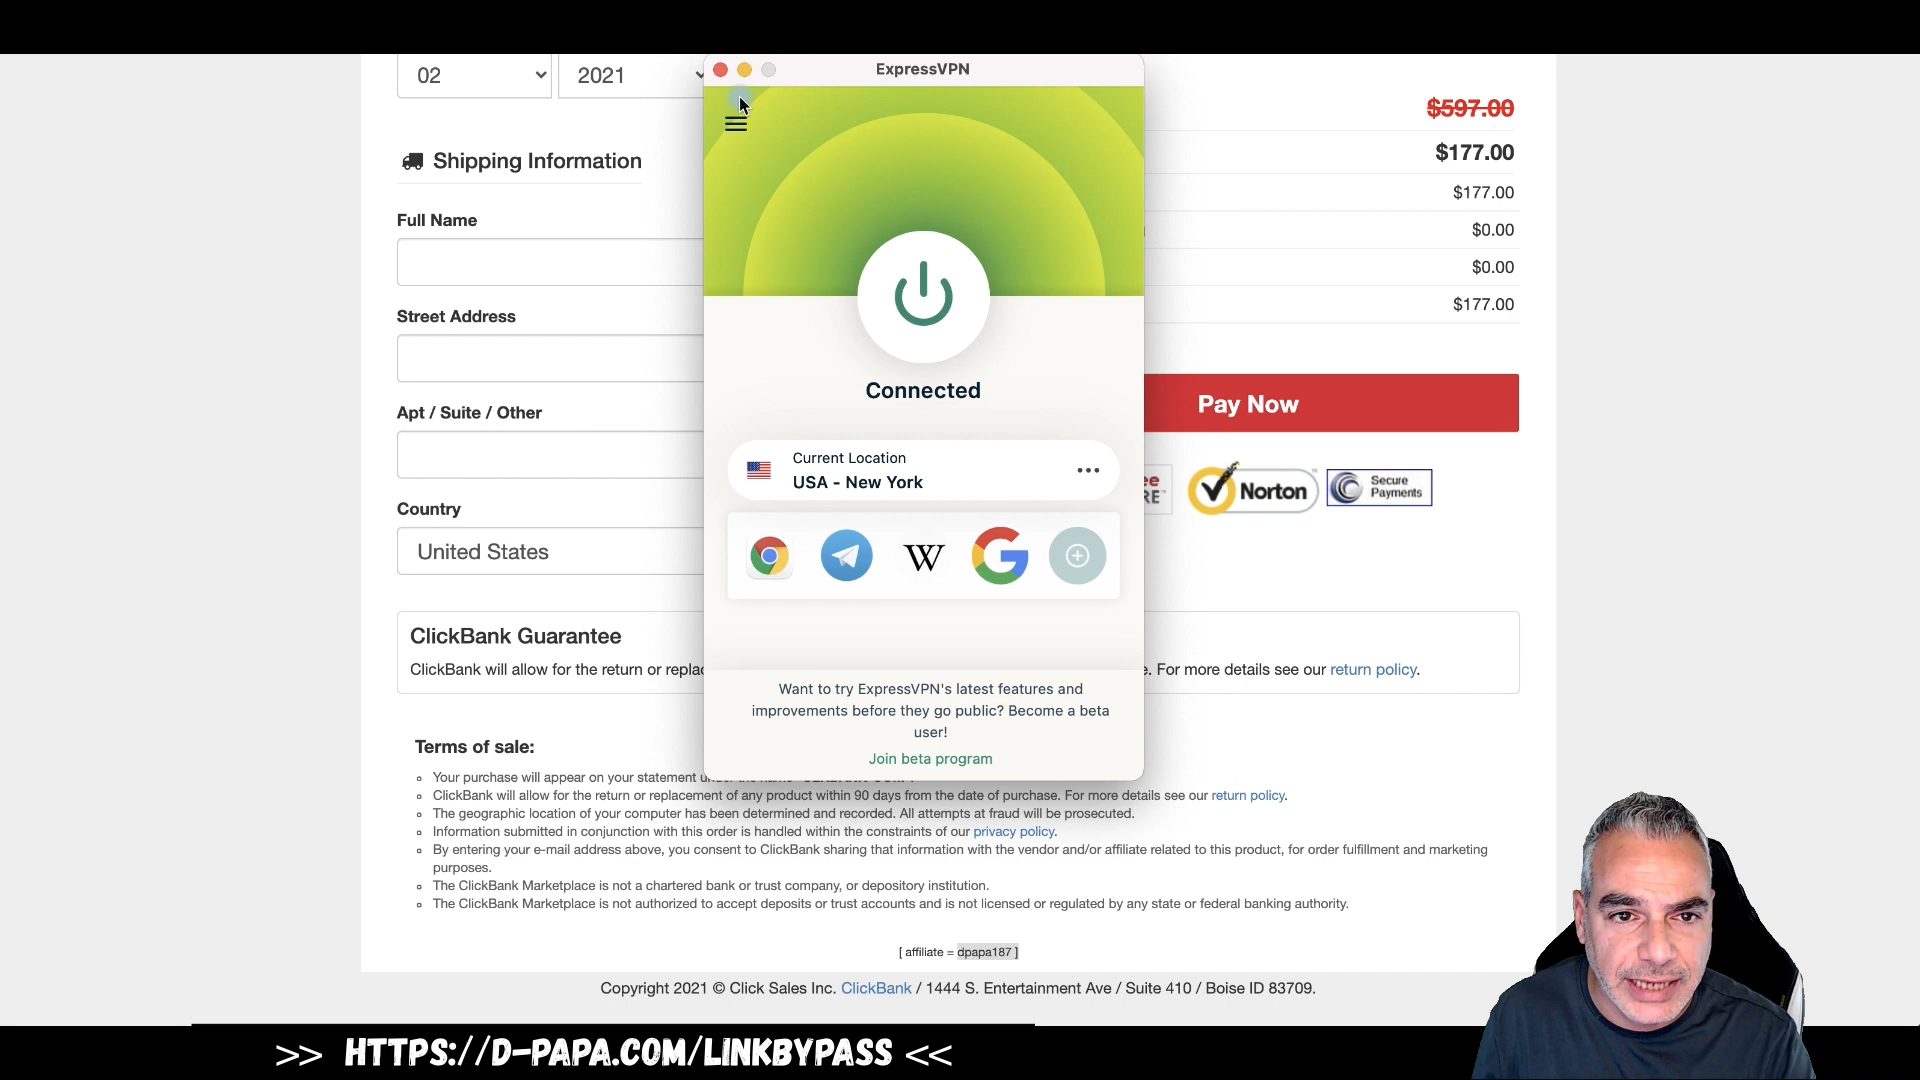 02
2021
Shipping Information
Full Name
Street Address
Apt / Suite / Other
Country
United States
ExpressVPN
Connected
Current Location
USA - New York
W
G
Want to try ExpressVPN's latest features and
improvements before they go public? Become a beta
user!
Join beta program
$597.00
$177.00
$177.00
$0.00
$0.00
$177.00
Pay Now
Norton
Secure
Payments
ClickBank Guarantee
ClickBank will allow for the return or
For more details see our return policy.
Terms of sale:
Your purchase will appear on your statement
ClickBank will allow for the return or replacement of any product within 90 days from the date of purchase. For more details see our return policy.
The geographic location of your computer has been determined and recorded. All attempts at fraud will be prosecuted.
Information submitted in conjunction with this order is handled within the constraints of our privacy policy.
By entering your e-mail address above, you consent to ClickBank sharing that information with the vendor and/or affiliate related to this product, for order fulfillment and marketing
purposes.
The ClickBank Marketplace is not a chartered bank or trust company, or depository institution.
The ClickBank Marketplace is not authorized to accept deposits or trust accounts and is not licensed or regulated by any state or federal banking authority.
[ affiliate = dpapa187 ]
Copyright 2021 © Click Sales Inc. ClickBank / 1444 S. Entertainment Ave / Suite 410 / Boise ID 83709.
>> HTTPS://D-PAPA.COM/LINKBYPASS <<